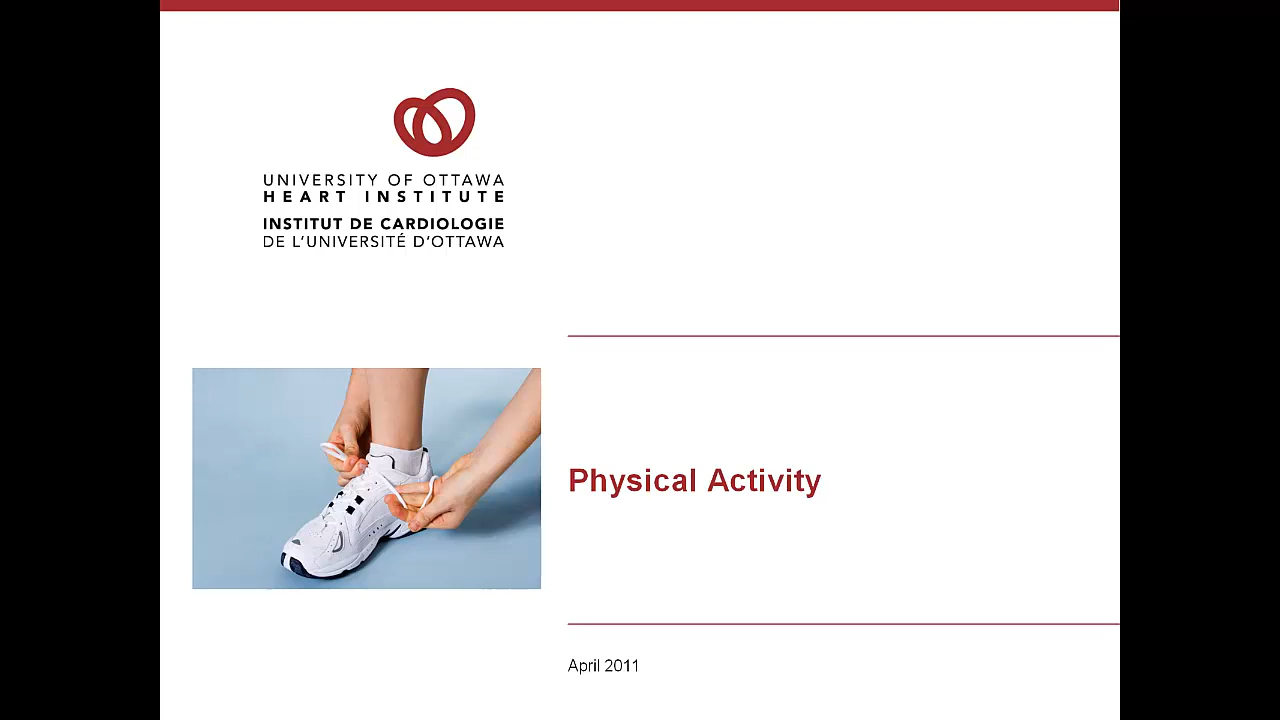 UNIVERSITY OF OTTAWA
HEART INSTITUTE
INSTITUT DE CARDIOLOGIE
DE L'UNIVERSITÉ D'OTTAWA
Physical Activity
April 2011